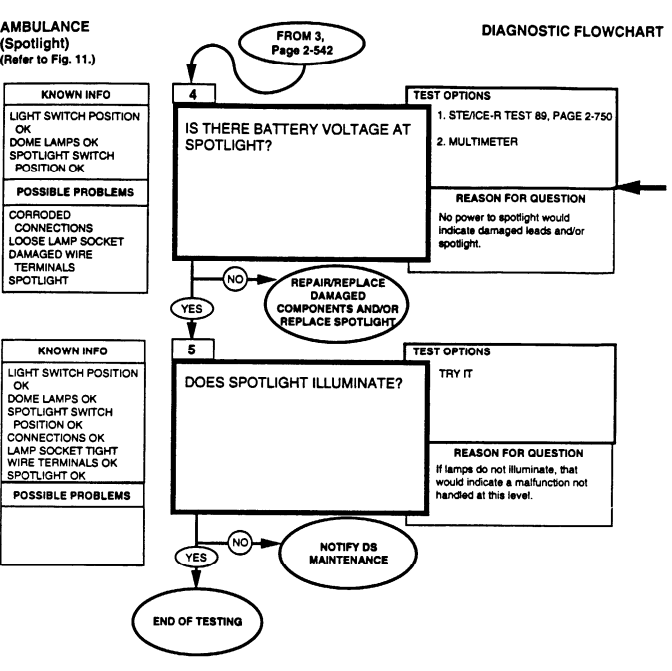 AMBULANCE
(Spotlight)
(Refer to Fig. 11.)
FROM 3,
Page 2-542
DIAGNOSTIC FLOWCHART
KNOWN INFO
LIGHT SWITCH POSITION
OK
DOME LAMPS OK
SPOTLIGHT SWITCH
POSITION OK
POSSIBLE PROBLEMS
CORRODED
CONNECTIONS
LOOSE LAMP SOCKET
DAMAGED WIRE
TERMINALS
SPOTLIGHT
4
IS THERE BATTERY VOLTAGE AT
SPOTLIGHT?
TEST OPTIONS
1. STE/ICE-R TEST 89, PAGE 2-750
2. MULTIMETER
REASON FOR QUESTION
No power to spotlight would
indicate damaged leads and/or
spotlight.
NO
REPAIR/REPLACE
DAMAGED
COMPONENTS AND/OR
REPLACE SPOTLIGHT
YES
KNOWN INFO
LIGHT SWITCH POSITION
OK
DOME LAMPS OK
SPOTLIGHT SWITCH
POSITION OK
CONNECTIONS OK
LAMP SOCKET TIGHT
WIRE TERMINALS OK
SPOTLIGHT OK
POSSIBLE PROBLEMS
5
DOES SPOTLIGHT ILLUMINATE?
TEST OPTIONS
TRY IT
REASON FOR QUESTION
If lamps do not illuminate, that
would indicate a malfunction not
handled at this level.
NO
NOTIFY DS
MAINTENANCE
YES
END OF TESTING